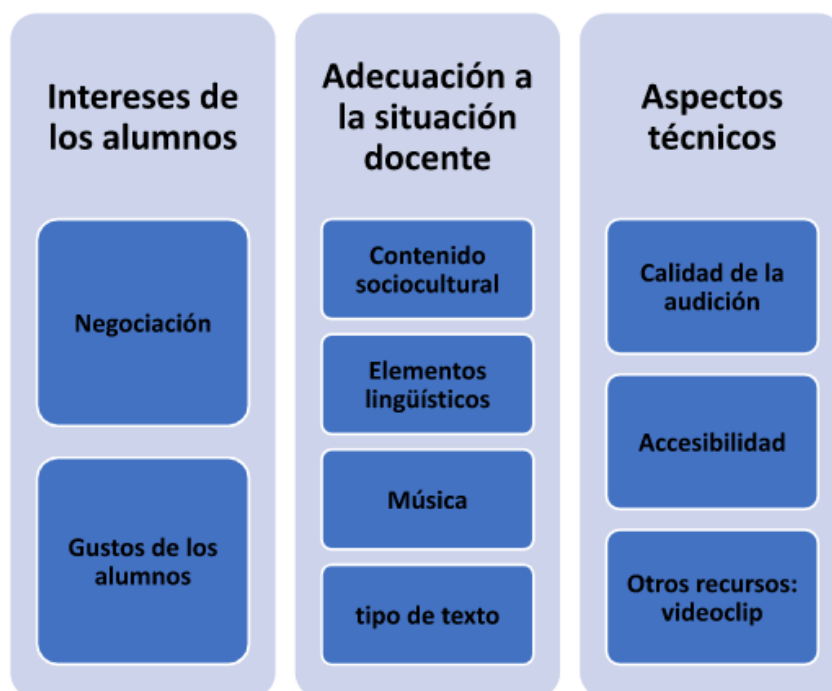 Intereses de
los alumnos
Negociación
Gustos de los
alumnos
Adecuación a
la situación
docente
Contenido
sociocultural
Elementos
lingüísticos
Música
tipo de texto
Aspectos
técnicos
Calidad de la
audición
Accesibilidad
Otros recursos:
videoclip